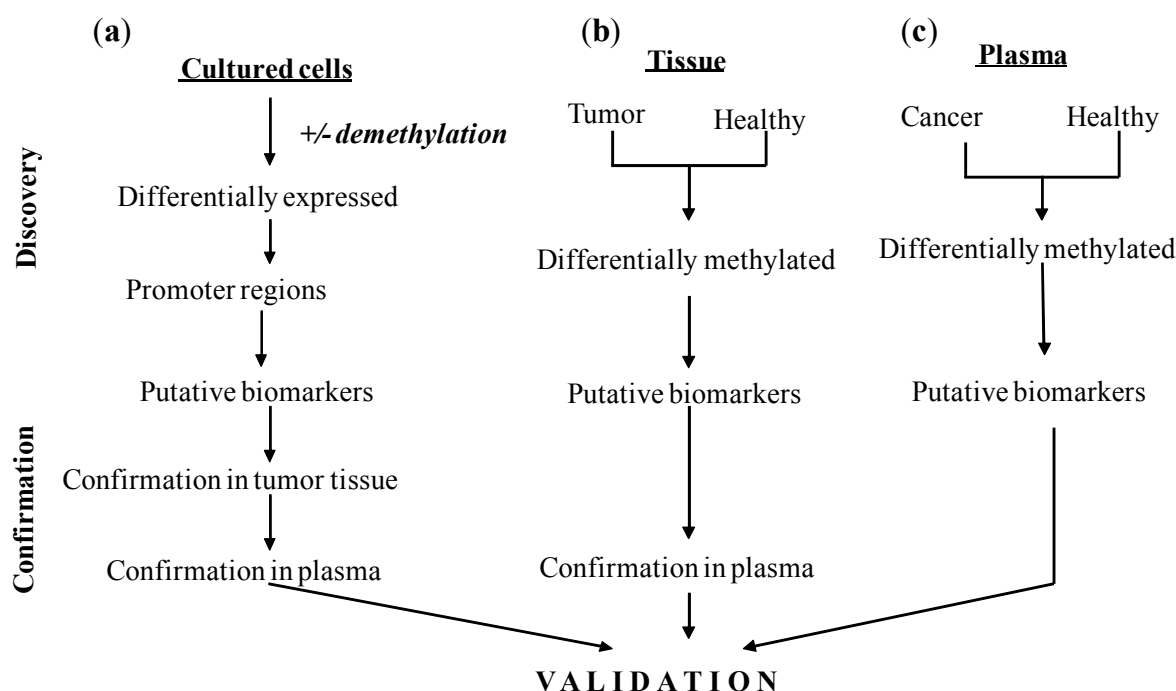 (a)
Cultured cells
+/- demethylation
Differentially expressed
Promoter regions
Putative biomarkers
Confirmation in tumor tissue
Confirmation in plasma
(b)
Tissue
Tumor
Healthy
Differentially methylated
Putative biomarkers
Confirmation in plasma
(c)
Plasma
Cancer
Healthy
Differentially methylated
Putative biomarkers
Discovery
Confirmation
VALIDATION